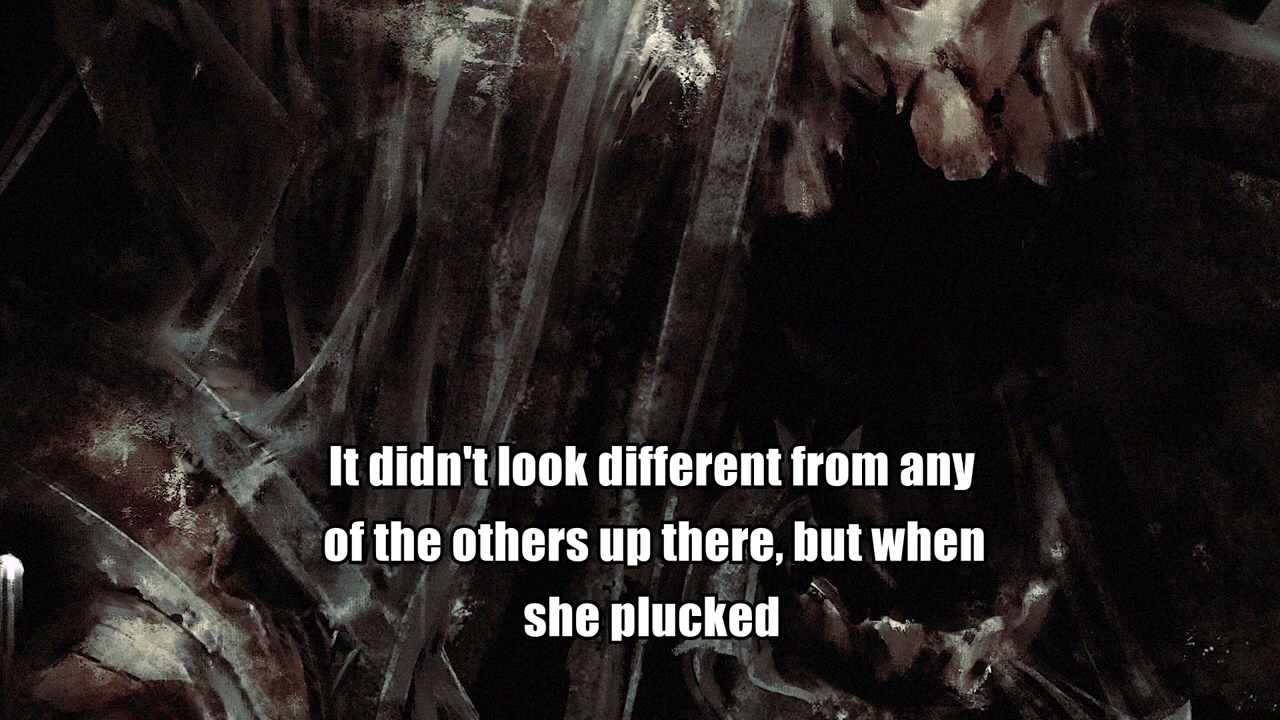 It didn't look different from any
of the others up there, but when
she plucked